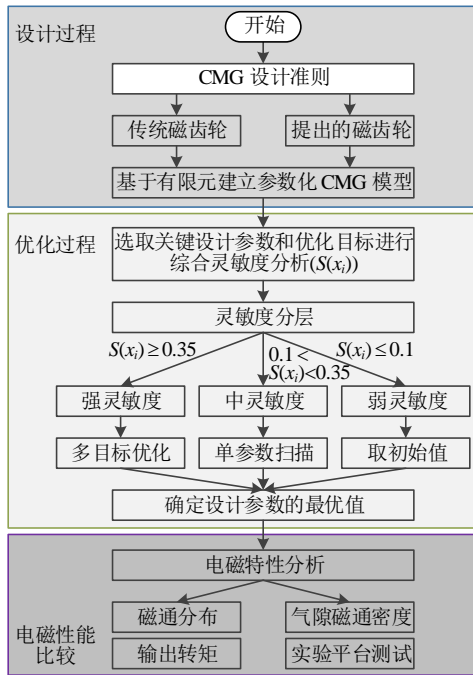 开始
设计过程
CMG 设计准则
传统磁齿轮
提出的磁齿轮
基于有限元建立参数化 CMG 模型
优化过程
选取关键设计参数和优化目标进行
综合灵敏度分析(S(xi))
灵敏度分层
S(xi)≥0.35
0.1<
S(xi)<0.35
S(xi)≤0.1
强灵敏度
中灵敏度
弱灵敏度
多目标优化
单参数扫描
取初始值
确定设计参数的最优值
电磁特性分析
电磁性能
比较
磁通分布
气隙磁通密度
输出转矩
实验平台测试